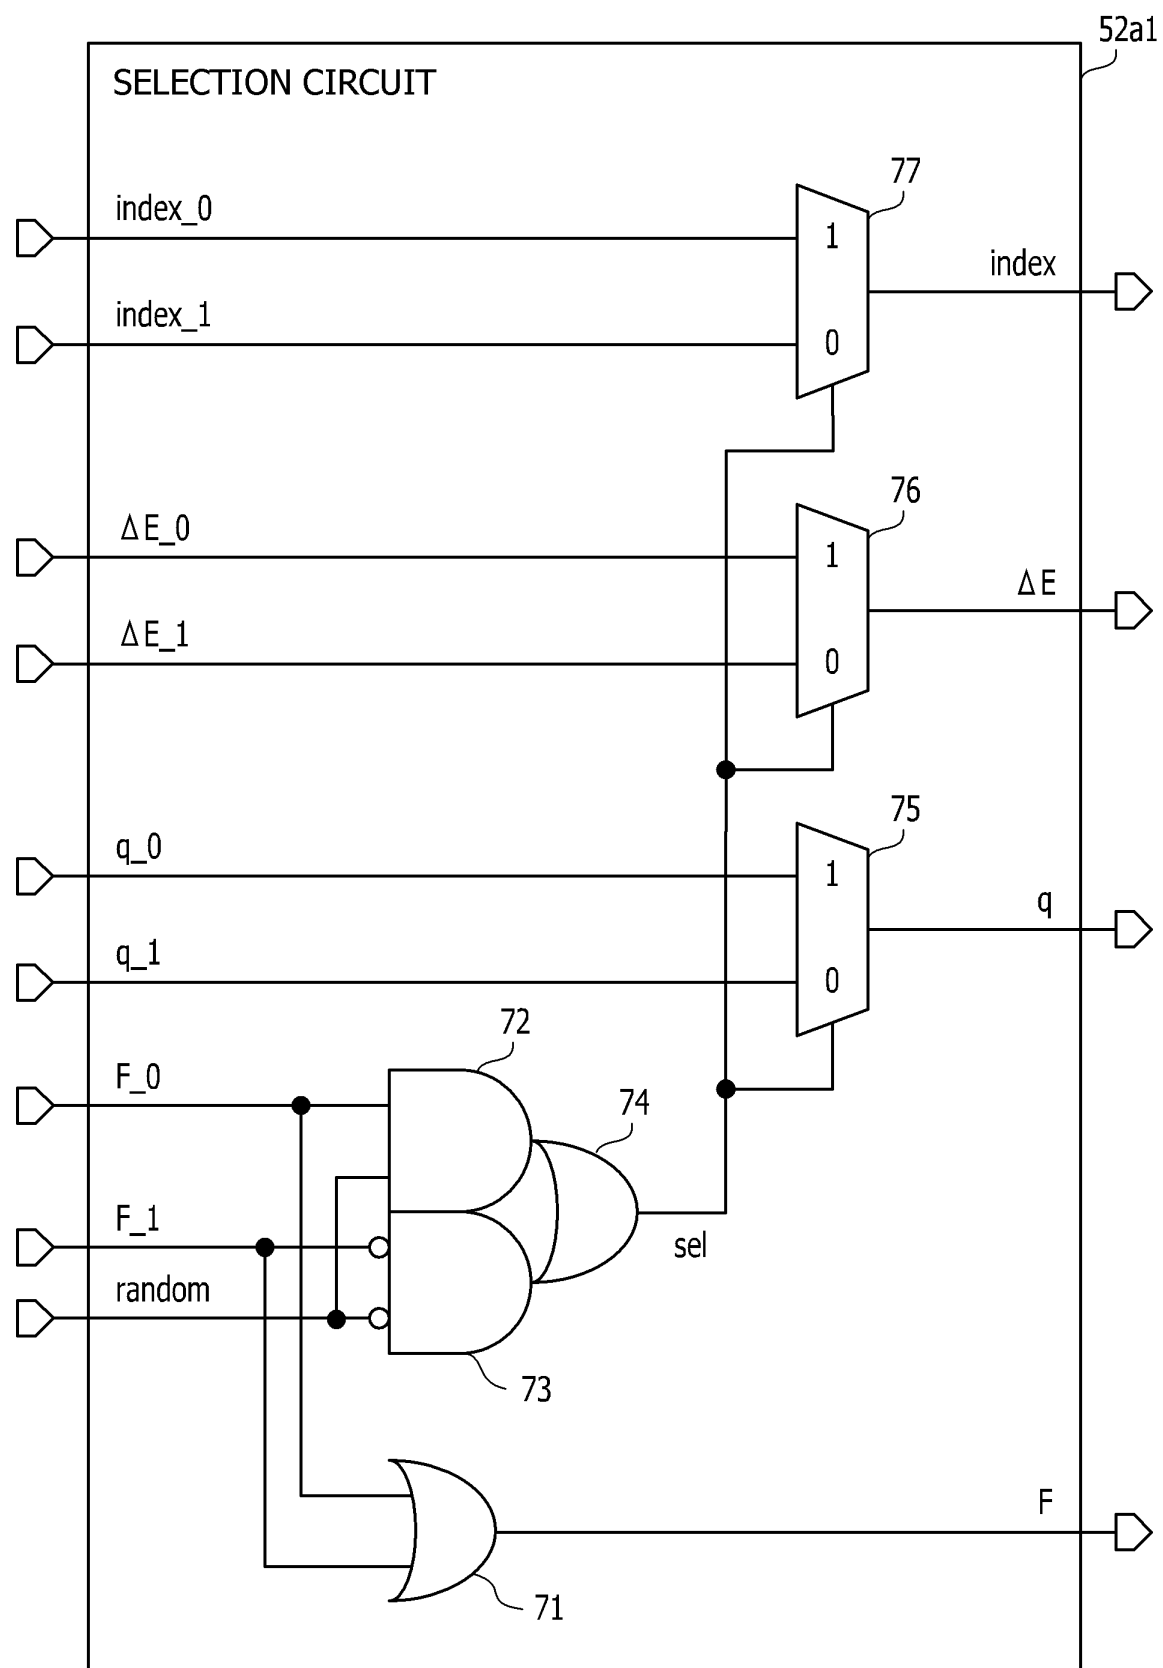 52a1
SELECTION CIRCUIT
77
index_0
1
index
index_1
0
76
ΔE_0
1
ΔE
ΔE_1
0
75
q_0
1
q
q_1
0
72
F_0
74
F_1
sel
random
73
F
71